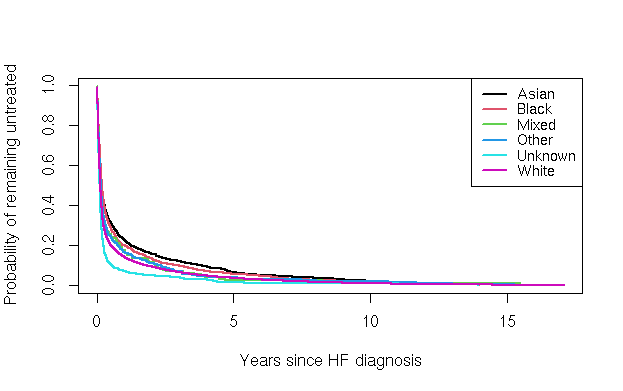 Probability of remaining untreated
1.0
0.8
0.6
0.4
0.2
0.0
Asian
Black
Mixed
Other
Unknown
White
0 5 10 15
Years since HF diagnosis